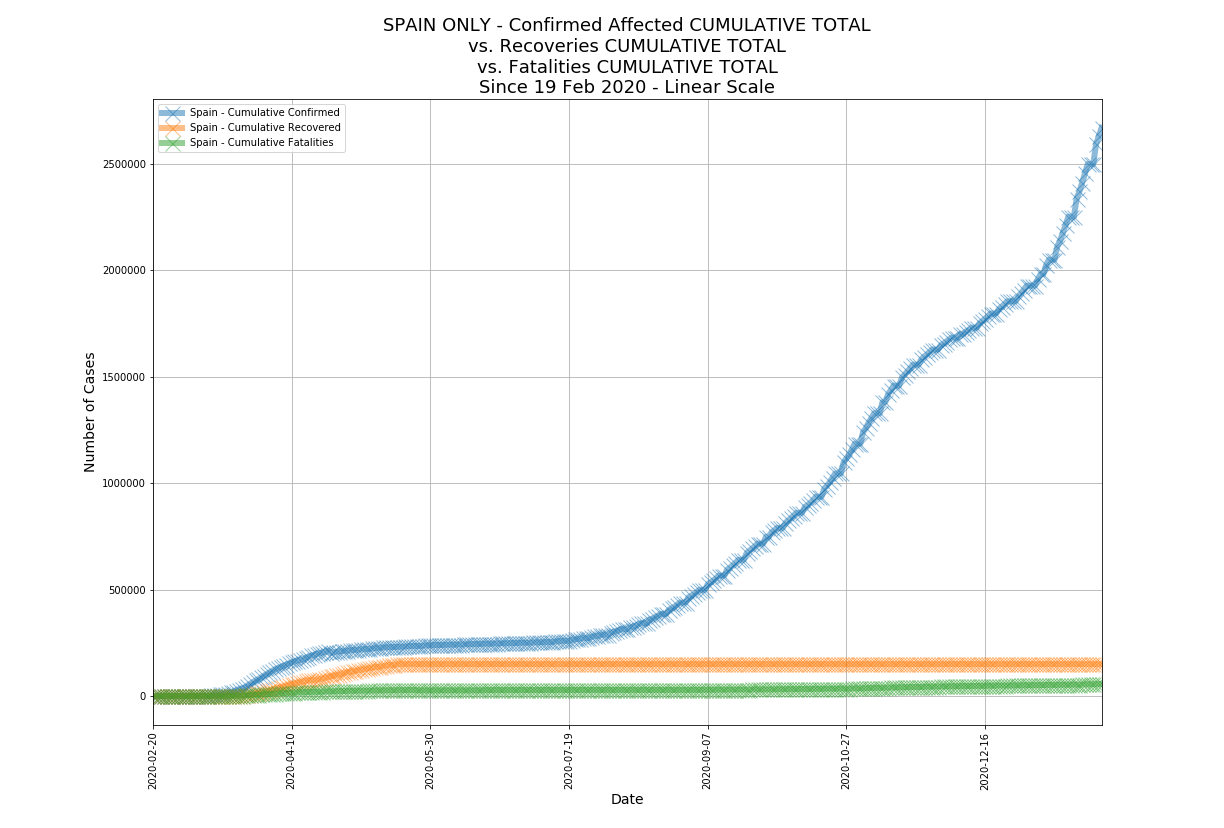 SPAIN ONLY - Confirmed Affected CUMULATIVE TOTAL
vs. Recoveries CUMULATIVE TOTAL
vs. Fatalities CUMULATIVE TOTAL
Since 19 Feb 2020 - Linear Scale
Spain - Cumulative Confirmed
Spain - Cumulative Recovered
Spain - Cumulative Fatalities
Number of Cases
2500000
2000000
1500000
1000000
500000
0
2020-02-20
2020-04-10
2020-05-30
2020-07-19
2020-09-07
2020-10-27
2020-12-16
Date